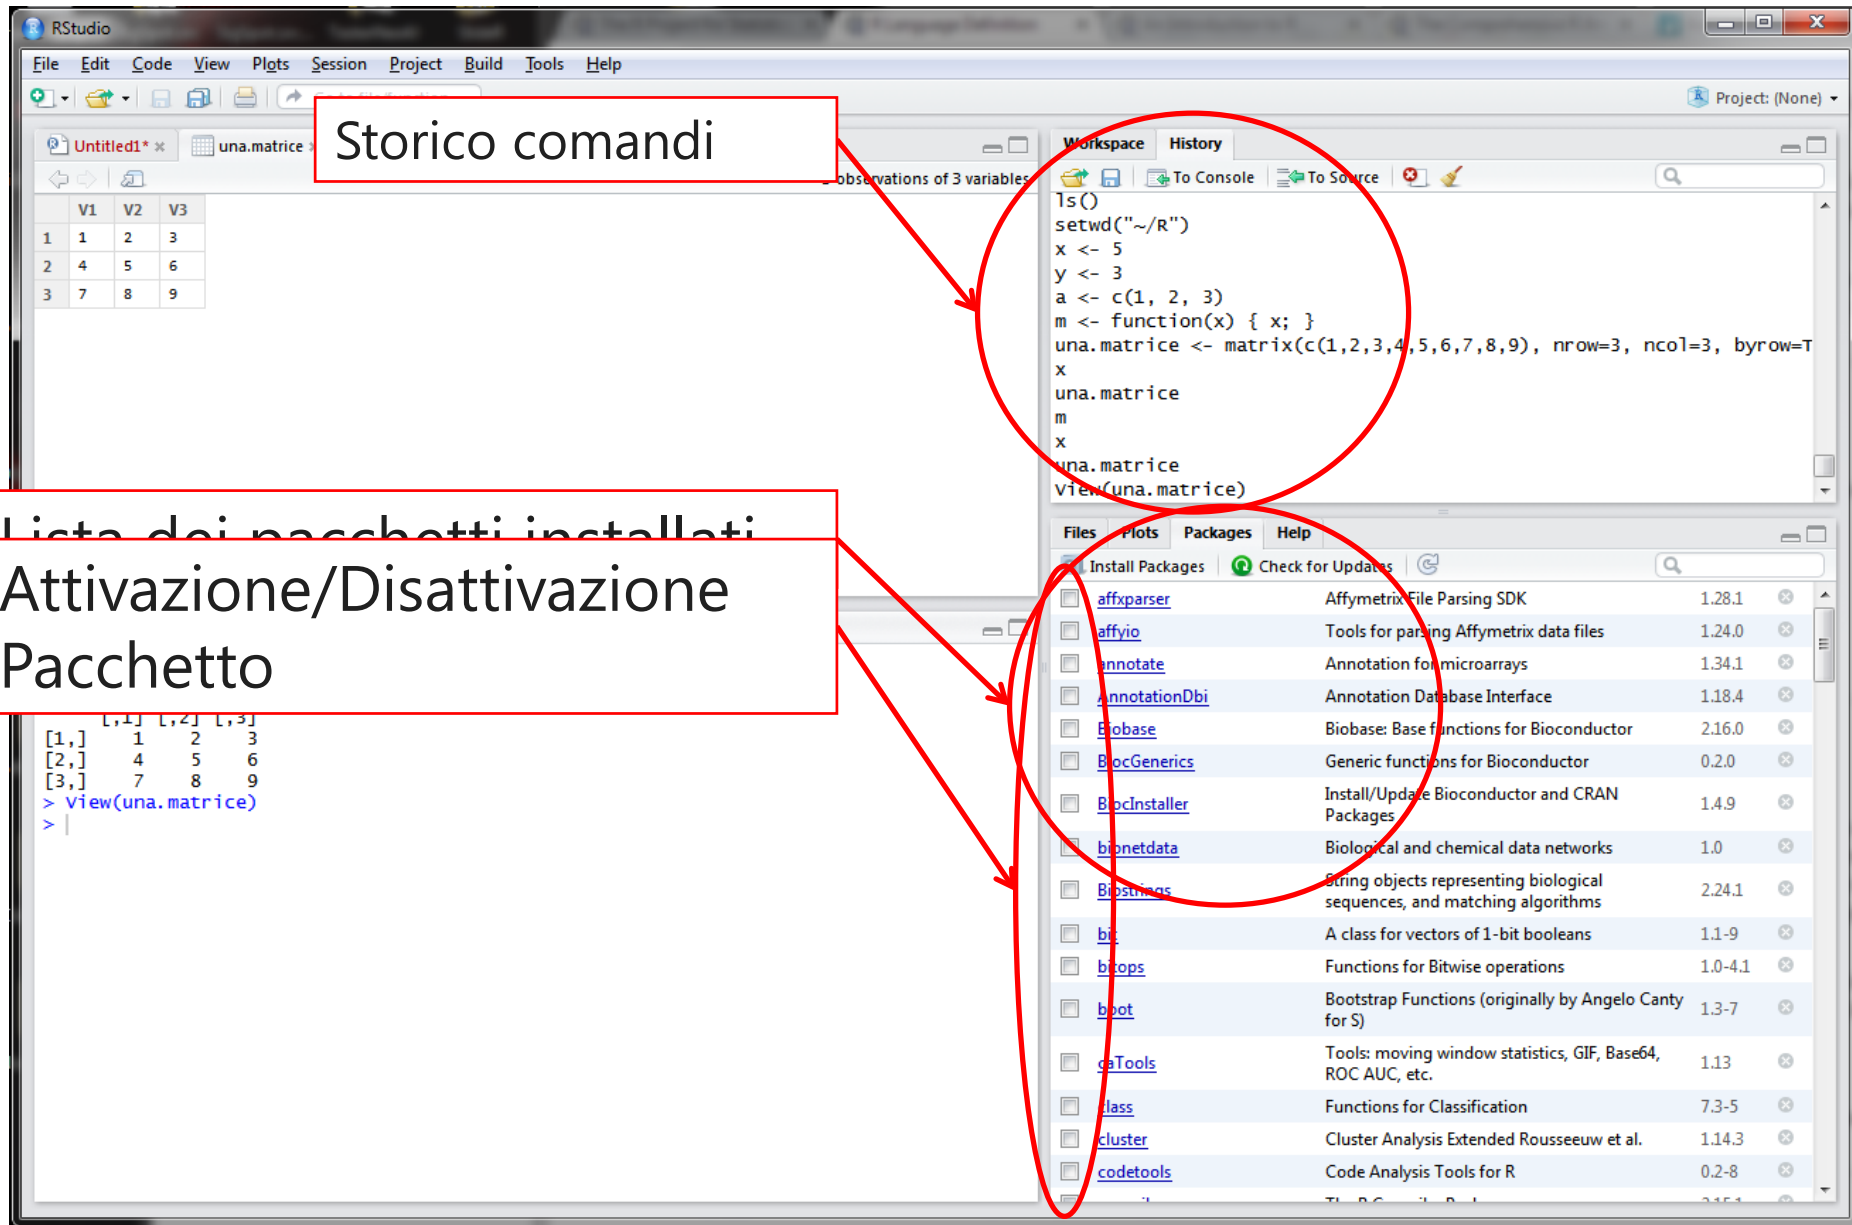 RStudio
File Edit Code View Plots Session Project Build Tools Help
Project: (None)
Storico comandi
Untitled1* una.matrice
observations of 3 variables
V1 V2 V3
1 1 2 3
2 4 5 6
3 7 8 9
Workspace History
To Console To Source
ls()
setwd("~/R")
x <- 5
y <- 3
a <- c(1, 2, 3)
m <- function(x) { x; }
una.matrice <- matrix(c(1,2,3,4,5,6,7,8,9), nrow=3, ncol=3, byrow=T
x
una.matrice
m
x
una.matrice
View(una.matrice)
Lista dei pacchetti installati
Attivazione/Disattivazione
Pacchetto
[,1] [,2] [,3]
[1,] 1 2 3
[2,] 4 5 6
[3,] 7 8 9
> View(una.matrice)
>
Files Plots Packages Help
Install Packages Check for Updates
affxparser Affymetrix File Parsing SDK 1.28.1
affyio Tools for parsing Affymetrix data files 1.24.0
annotate Annotation for microarrays 1.34.1
AnnotationDbi Annotation Database Interface 1.18.4
Biobase Biobase: Base functions for Bioconductor 2.16.0
BiocGenerics Generic functions for Bioconductor 0.2.0
BiocInstaller Install/Update Bioconductor and CRAN
Packages 1.4.9
bionetdata Biological and chemical data networks 1.0
Biostrings String objects representing biological
sequences, and matching algorithms 2.24.1
bit A class for vectors of 1-bit booleans 1.1-9
bitops Functions for Bitwise operations 1.0-4.1
boot Bootstrap Functions (originally by Angelo Canty
for S) 1.3-7
caTools Tools: moving window statistics, GIF, Base64,
ROC AUC, etc. 1.13
class Functions for Classification 7.3-5
cluster Cluster Analysis Extended Rousseeuw et al. 1.14.3
codetools Code Analysis Tools for R 0.2-8